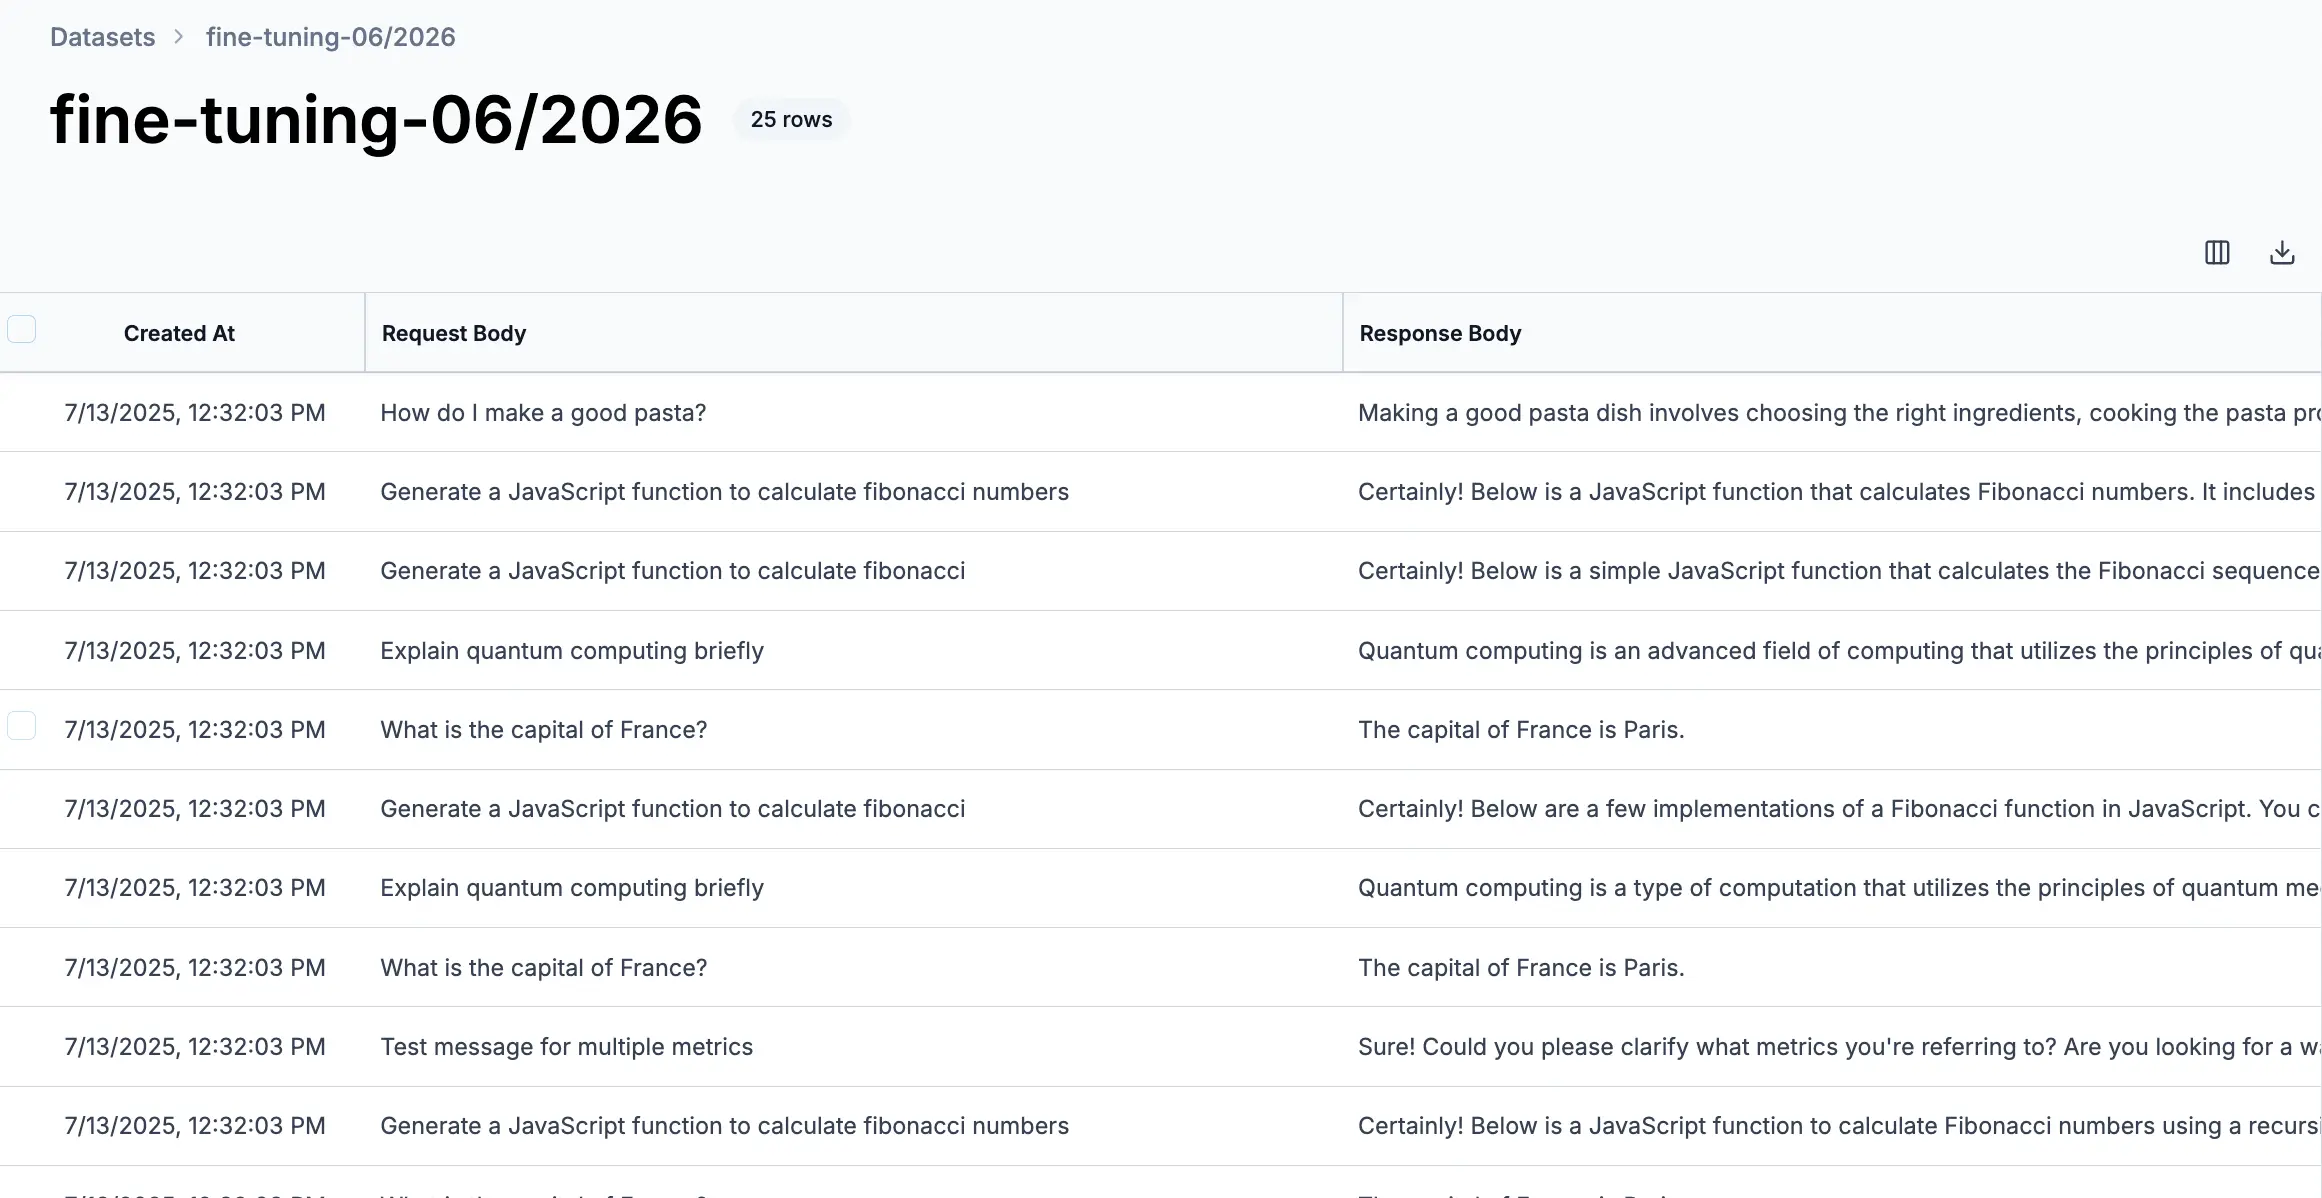 Datasets > fine-tuning-06/2026
fine-tuning-06/2026 25 rows
Created At Request Body Response Body
7/13/2025, 12:32:03 PM How do I make a good pasta? Making a good pasta dish involves choosing the right ingredients, cooking the pasta
7/13/2025, 12:32:03 PM Generate a JavaScript function to calculate fibonacci numbers Certainly! Below is a JavaScript function that calculates Fibonacci numbers. It includes
7/13/2025, 12:32:03 PM Generate a JavaScript function to calculate fibonacci Certainly! Below is a simple JavaScript function that calculates the Fibonacci sequence
7/13/2025, 12:32:03 PM Explain quantum computing briefly Quantum computing is an advanced field of computing that utilizes the principles of
7/13/2025, 12:32:03 PM What is the capital of France? The capital of France is Paris.
7/13/2025, 12:32:03 PM Generate a JavaScript function to calculate fibonacci Certainly! Below are a few implementations of a Fibonacci function in JavaScript. You
7/13/2025, 12:32:03 PM Explain quantum computing briefly Quantum computing is a type of computation that utilizes the principles of quantum
7/13/2025, 12:32:03 PM What is the capital of France? The capital of France is Paris.
7/13/2025, 12:32:03 PM Test message for multiple metrics Sure! Could you please clarify what metrics you're referring to? Are you looking for a
7/13/2025, 12:32:03 PM Generate a JavaScript function to calculate fibonacci numbers Certainly! Below is a JavaScript function to calculate Fibonacci numbers using a